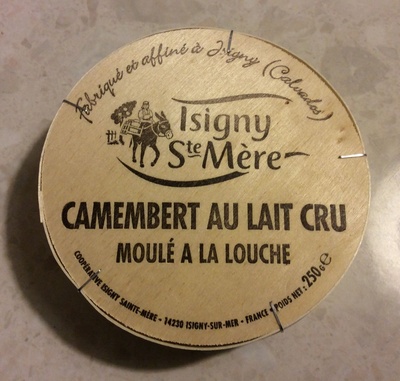 Fabriqué et affiné à Isigny (Calvados)
Isigny
Ste Mère
CAMEMBERT AU LAIT CRU
MOULÉ A LA LOUCHE
COOPÉRATIVE ISIGNY SAINTE-MÈRE • 14230 ISIGNY-SUR-MER • FRANCE • POIDS NET : 250g e